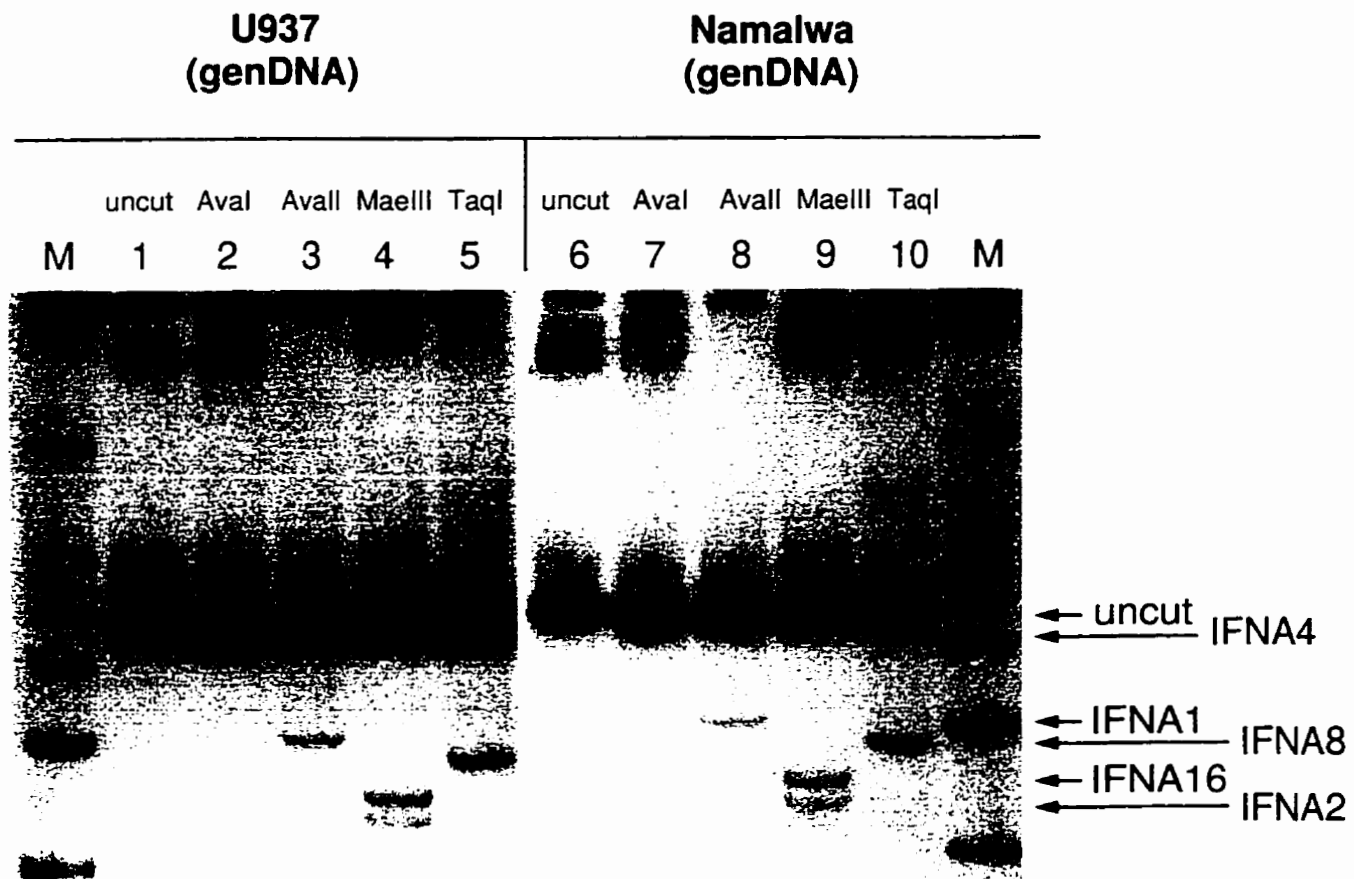 U937
(genDNA)
Namalwa
(genDNA)
uncut AvaI AvaII MaeIII TaqI uncut AvaI AvaII MaeIII TaqI
M 1 2 3 4 5 6 7 8 9 10 M
uncut
IFNA4
IFNA1
IFNA8
IFNA16
IFNA2